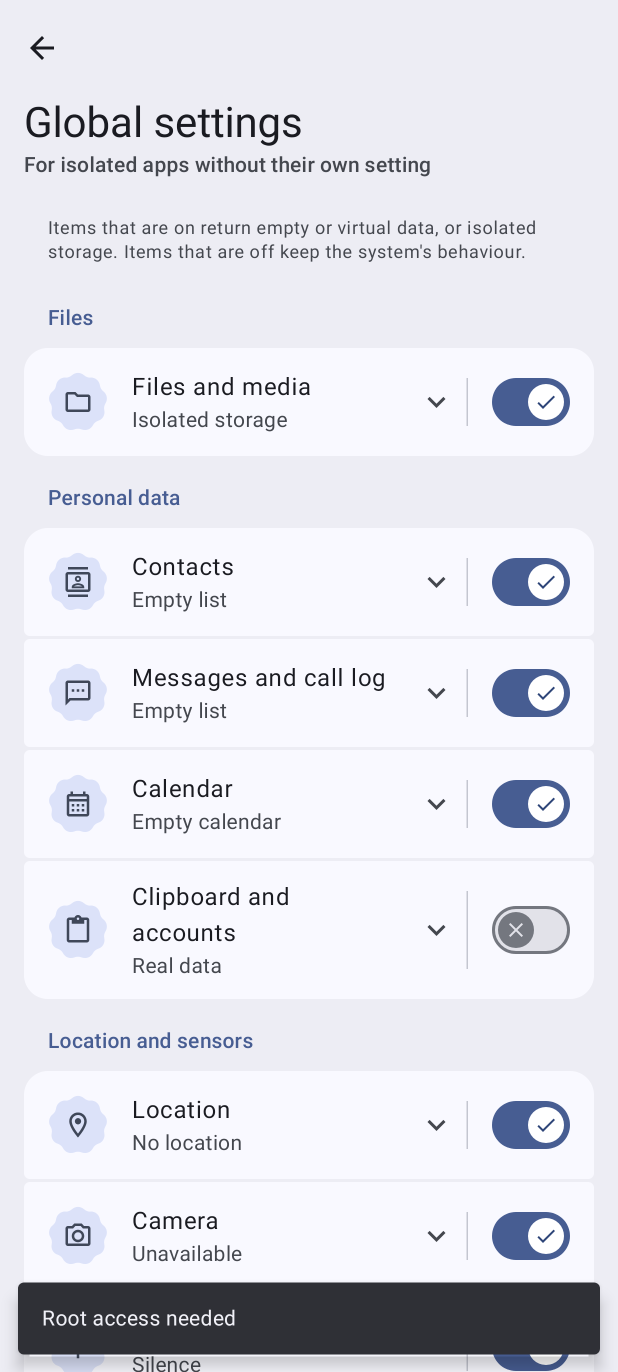 Global settings
For isolated apps without their own setting
Items that are on return empty or virtual data, or isolated
storage. Items that are off keep the system's behaviour.
Files
Files and media
Isolated storage
Personal data
Contacts
Empty list
Messages and call log
Empty list
Calendar
Empty calendar
Clipboard and
accounts
Real data
Location and sensors
Location
No location
Camera
Unavailable
Root access needed
Silence